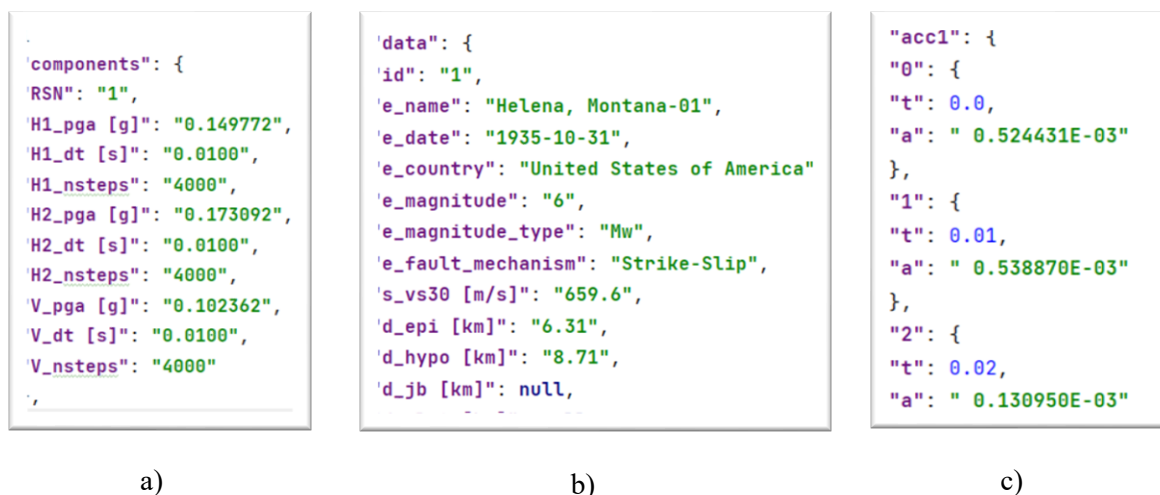 'components": {
'RSN": "1",
'H1_pga [g]": "0.149772",
'H1_dt [s]": "0.0100",
'H1_nsteps": "4000",
'H2_pga [g]": "0.173092",
'H2_dt [s]": "0.0100",
'H2_nsteps": "4000",
'V_pga [g]": "0.102362",
'V_dt [s]": "0.0100",
'V_nsteps": "4000"
,
a)
'data": {
'id": "1",
'e_name": "Helena, Montana-01",
'e_date": "1935-10-31",
'e_country": "United States of America"
'e_magnitude": "6",
'e_magnitude_type": "Mw",
'e_fault_mechanism": "Strike-Slip",
's_vs30 [m/s]": "659.6",
'd_epi [km]": "6.31",
'd_hypo [km]": "8.71",
'd_jb [km]": null,
b)
"acc1": {
"0": {
"t": 0.0,
"a": " 0.524431E-03"
},
"1": {
"t": 0.01,
"a": " 0.538870E-03"
},
"2": {
"t": 0.02,
"a": " 0.130950E-03"
c)